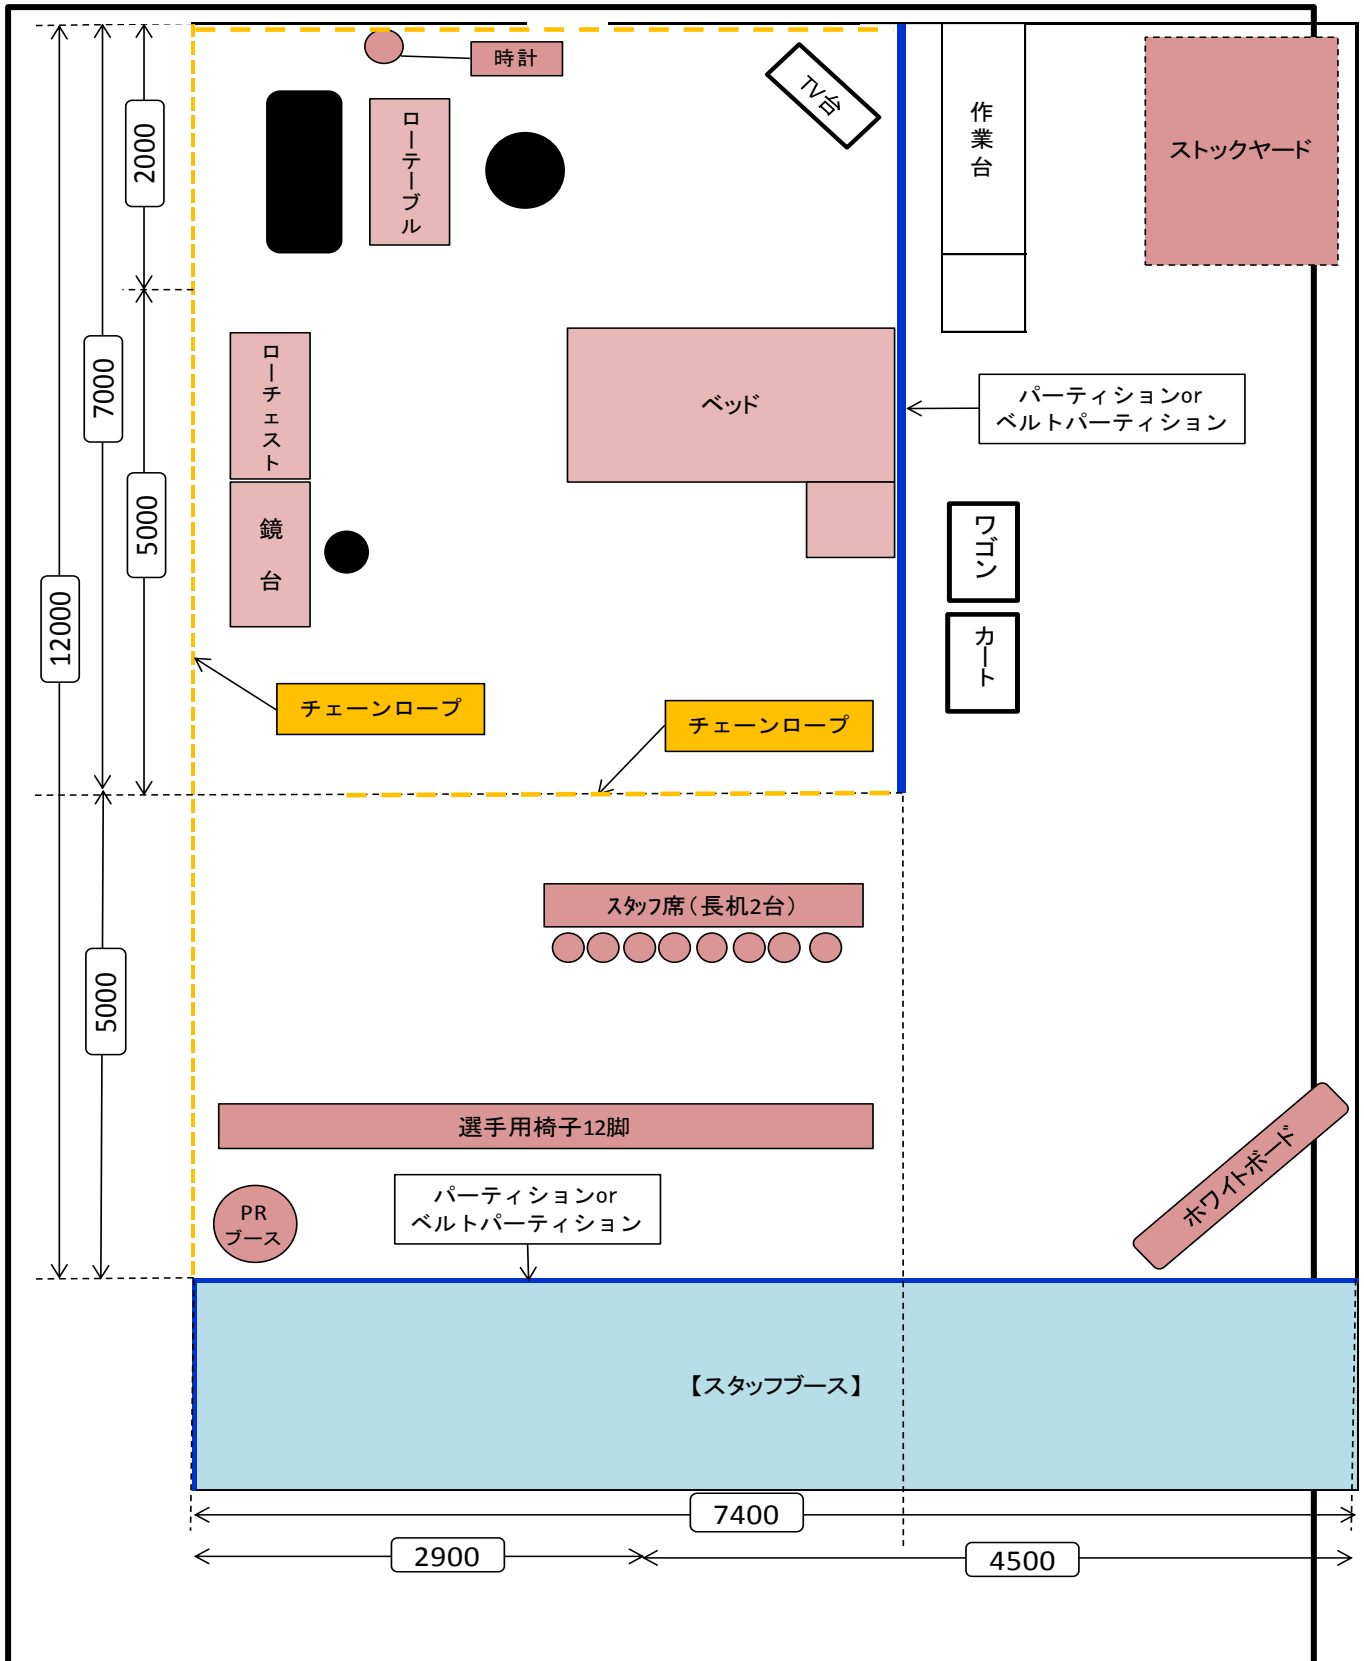 時計
TV台
作業台
ストックヤード
ローテーブル
2000
7000
5000
12000
ローチェスト
ベッド
パーティションor
ベルトパーティション
鏡台
ワゴン
カート
チェーンロープ
チェーンロープ
スタッフ席(長机2台)
5000
選手用椅子12脚
ホワイトボード
PR
ブース
パーティションor
ベルトパーティション
【スタッフブース】
7400
2900
4500